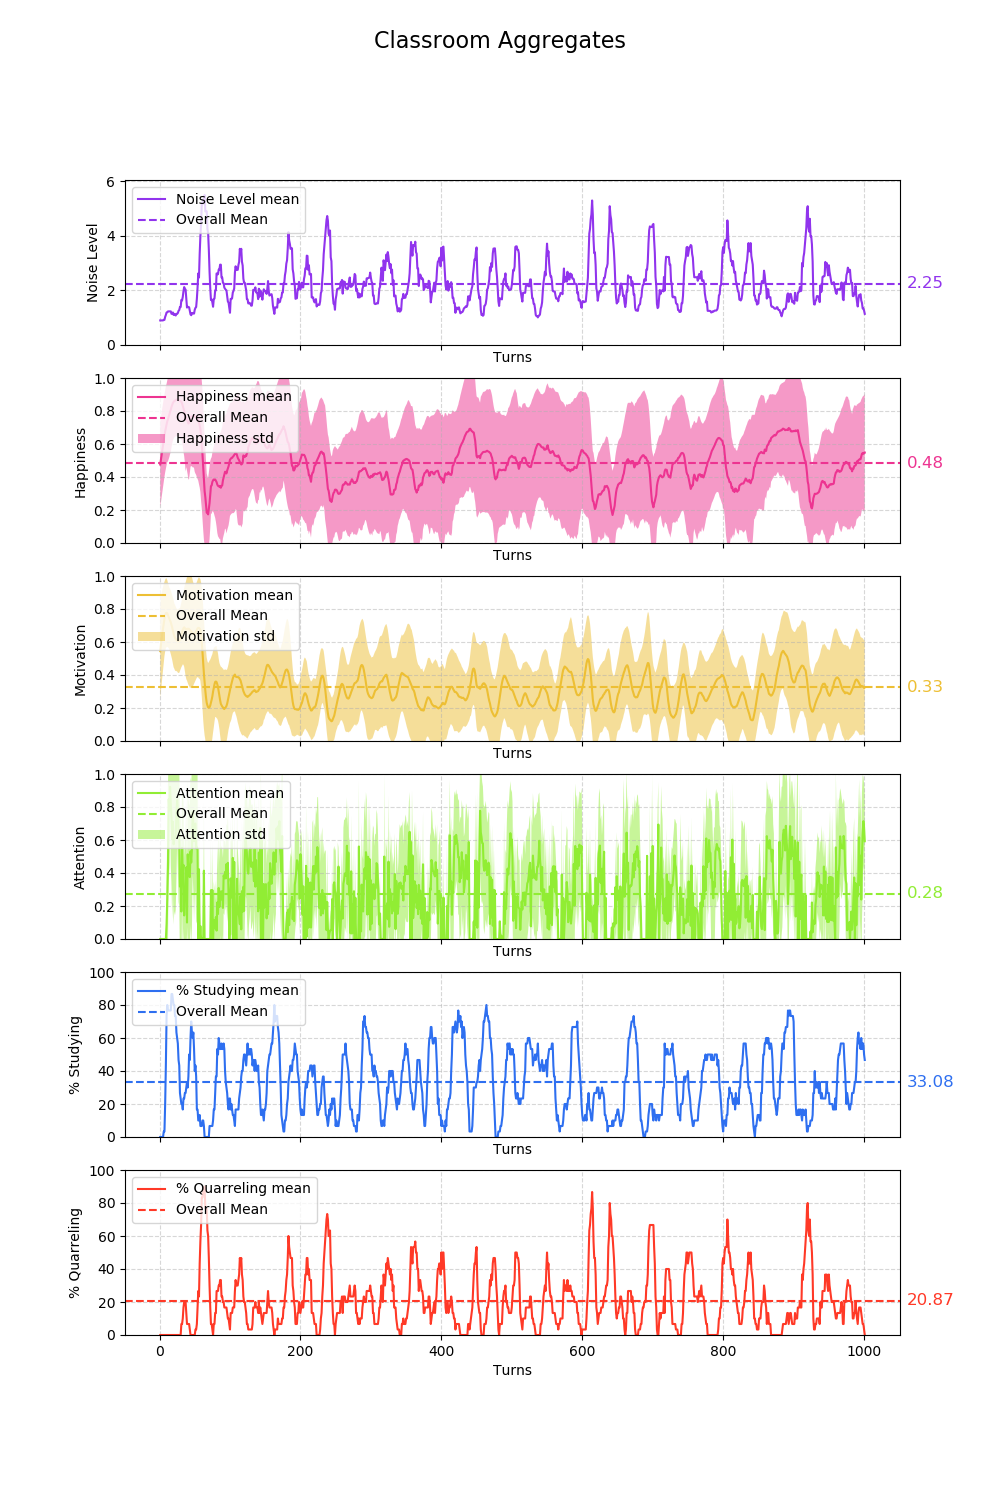 Classroom Aggregates
6
4
2
0
Noise Level
Noise Level mean
Overall Mean
2.25
Turns
1.0
0.8
0.6
0.4
0.2
0.0
Happiness
Happiness mean
Overall Mean
Happiness std
0.48
Turns
1.0
0.8
0.6
0.4
0.2
0.0
Motivation
Motivation mean
Overall Mean
Motivation std
0.33
Turns
1.0
0.8
0.6
0.4
0.2
0.0
Attention
Attention mean
Overall Mean
Attention std
0.28
Turns
100
80
60
40
20
0
% Studying
% Studying mean
Overall Mean
33.08
Turns
100
80
60
40
20
0
% Quarreling
% Quarreling mean
Overall Mean
20.87
0 200 400 600 800 1000
Turns